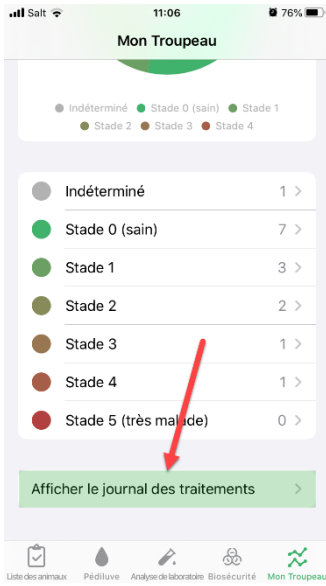 Salt 11:06 76%
Mon Troupeau
Indéterminé Stade 0 (sain) Stade 1
Stade 2 Stade 3 Stade 4
Indéterminé 1
Stade 0 (sain) 7
Stade 1 3
Stade 2 2
Stade 3 1
Stade 4 1
Stade 5 (très malade) 0
Afficher le journal des traitements
Liste des animaux Pédiluve Analyse de laboratoire Biosécurité Mon Troupeau